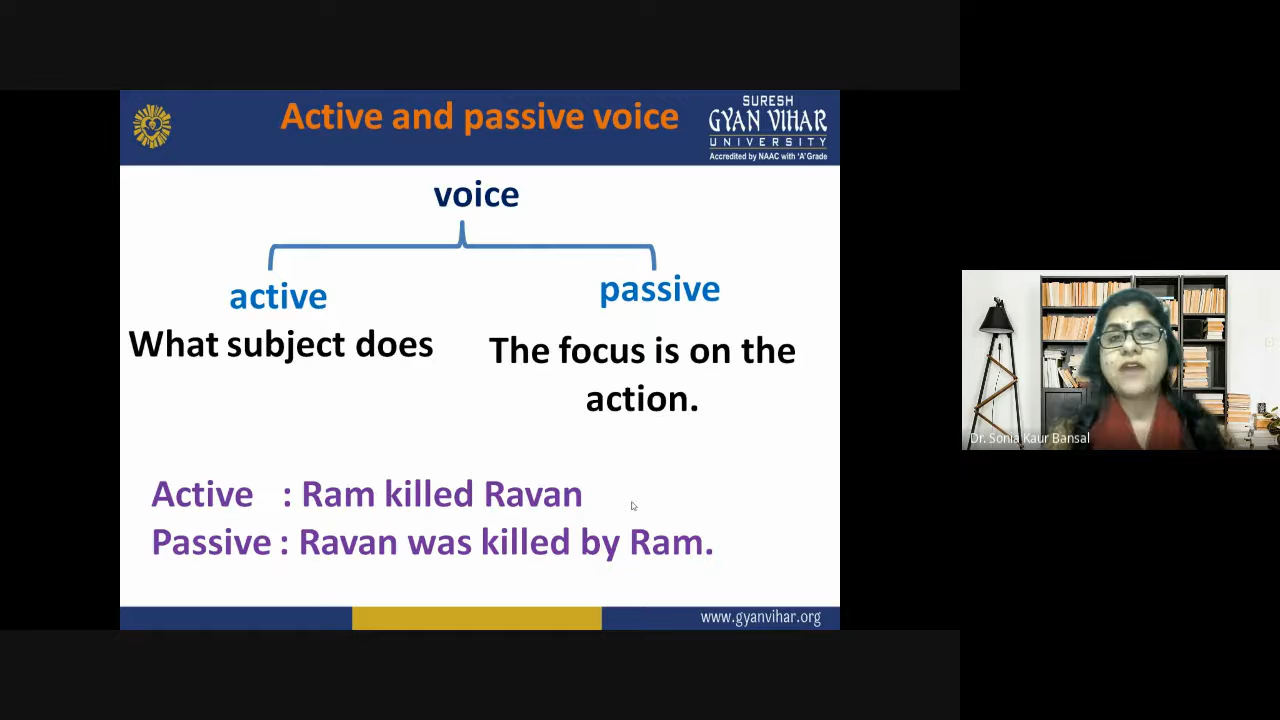 Active and passive voice
SURESH
GYAN VIHAR
UNIVERSITY
Accredited by NAAC with 'A' Grade
voice
active
passive
What subject does
The focus is on the
action.
Active : Ram killed Ravan
Passive : Ravan was killed by Ram.
www.gyanvihar.org
Dr. Sonia Kaur Bansal